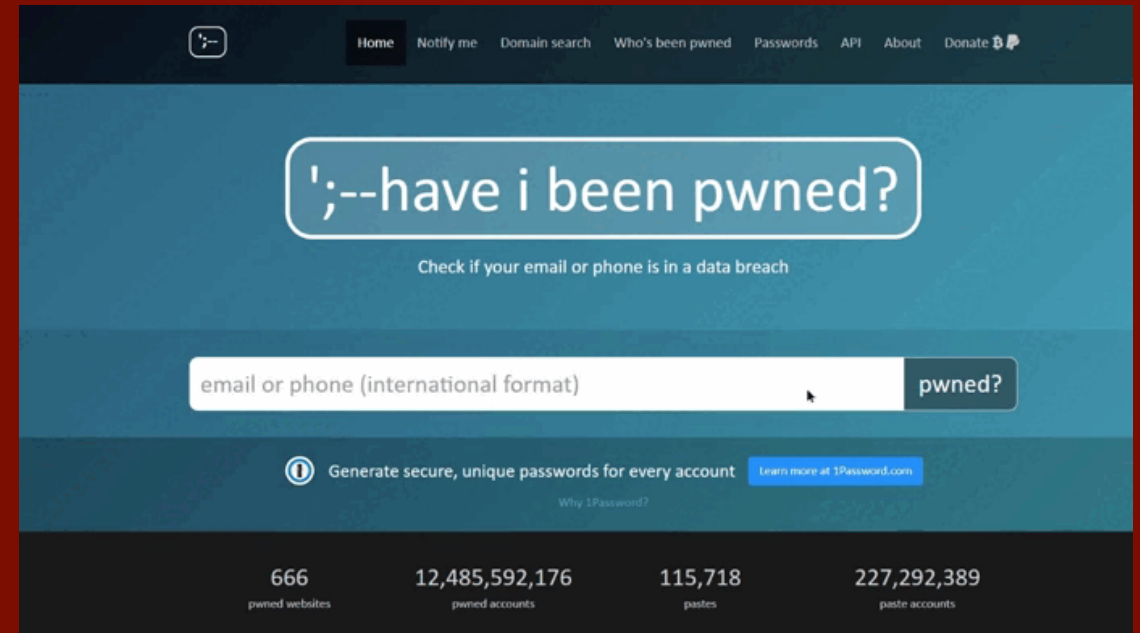 ';--
Home Notify me Domain search Who's been pwned Passwords API About Donate
';--have i been pwned?
Check if your email or phone is in a data breach
email or phone (international format) pwned?
Generate secure, unique passwords for every account Learn more at 1Password.com
Why 1Password?
666 12,485,592,176 115,718 227,292,389
pwned websites pwned accounts pastes paste accounts